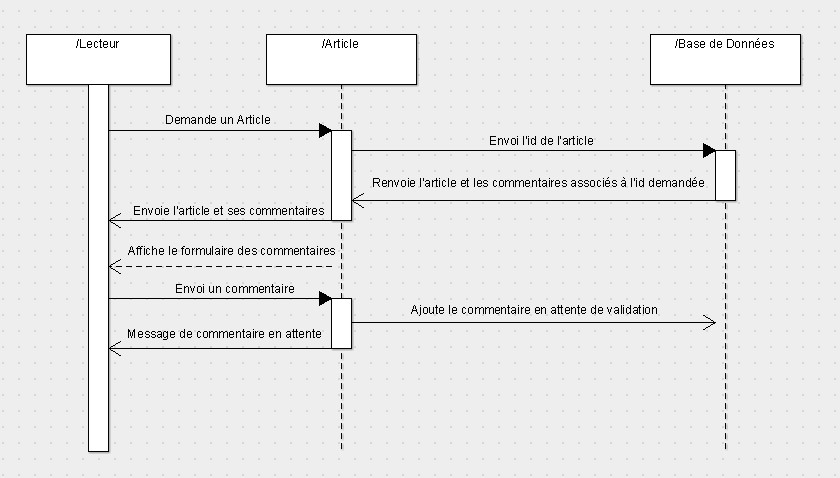 /Lecteur
/Article
/Base de Données
Demande un Article
Envoi l'id de l'article
Renvoie l'article et les commentaires associés à l'id demandée
Envoie l'article et ses commentaires
Affiche le formulaire des commentaires
Envoi un commentaire
Ajoute le commentaire en attente de validation
Message de commentaire en attente